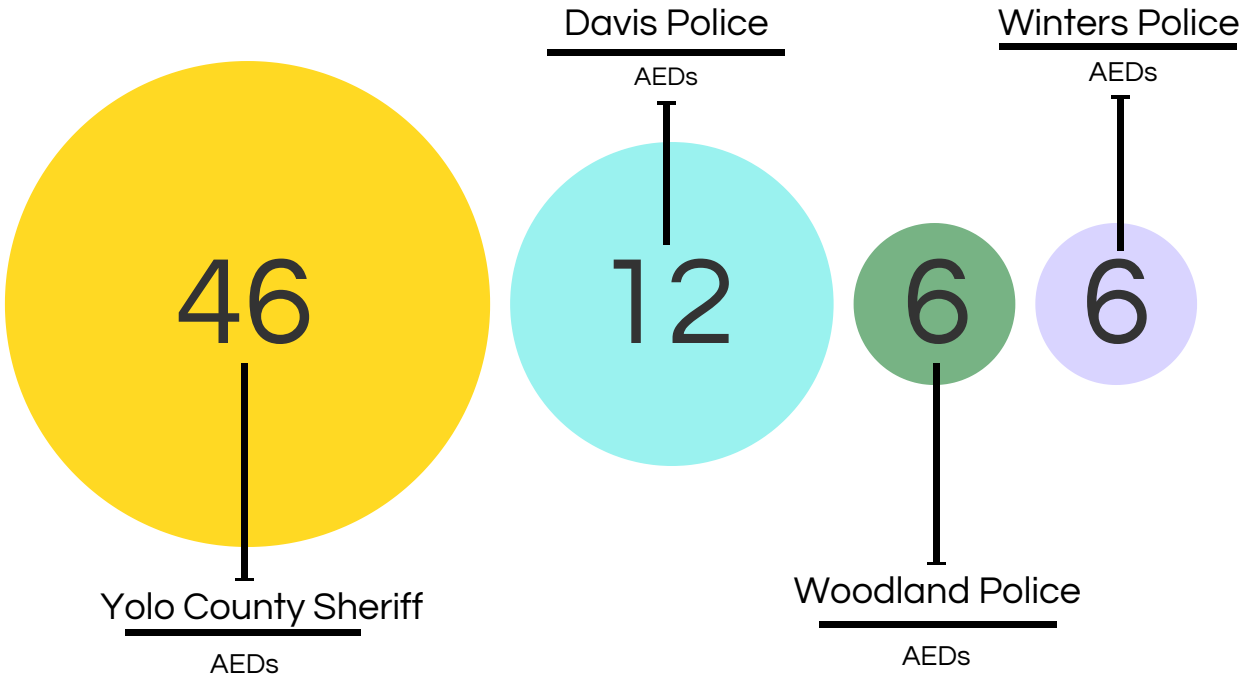 Davis Police
AEDs
Winters Police
AEDs
46
12
6
6
Yolo County Sheriff
AEDs
Woodland Police
AEDs